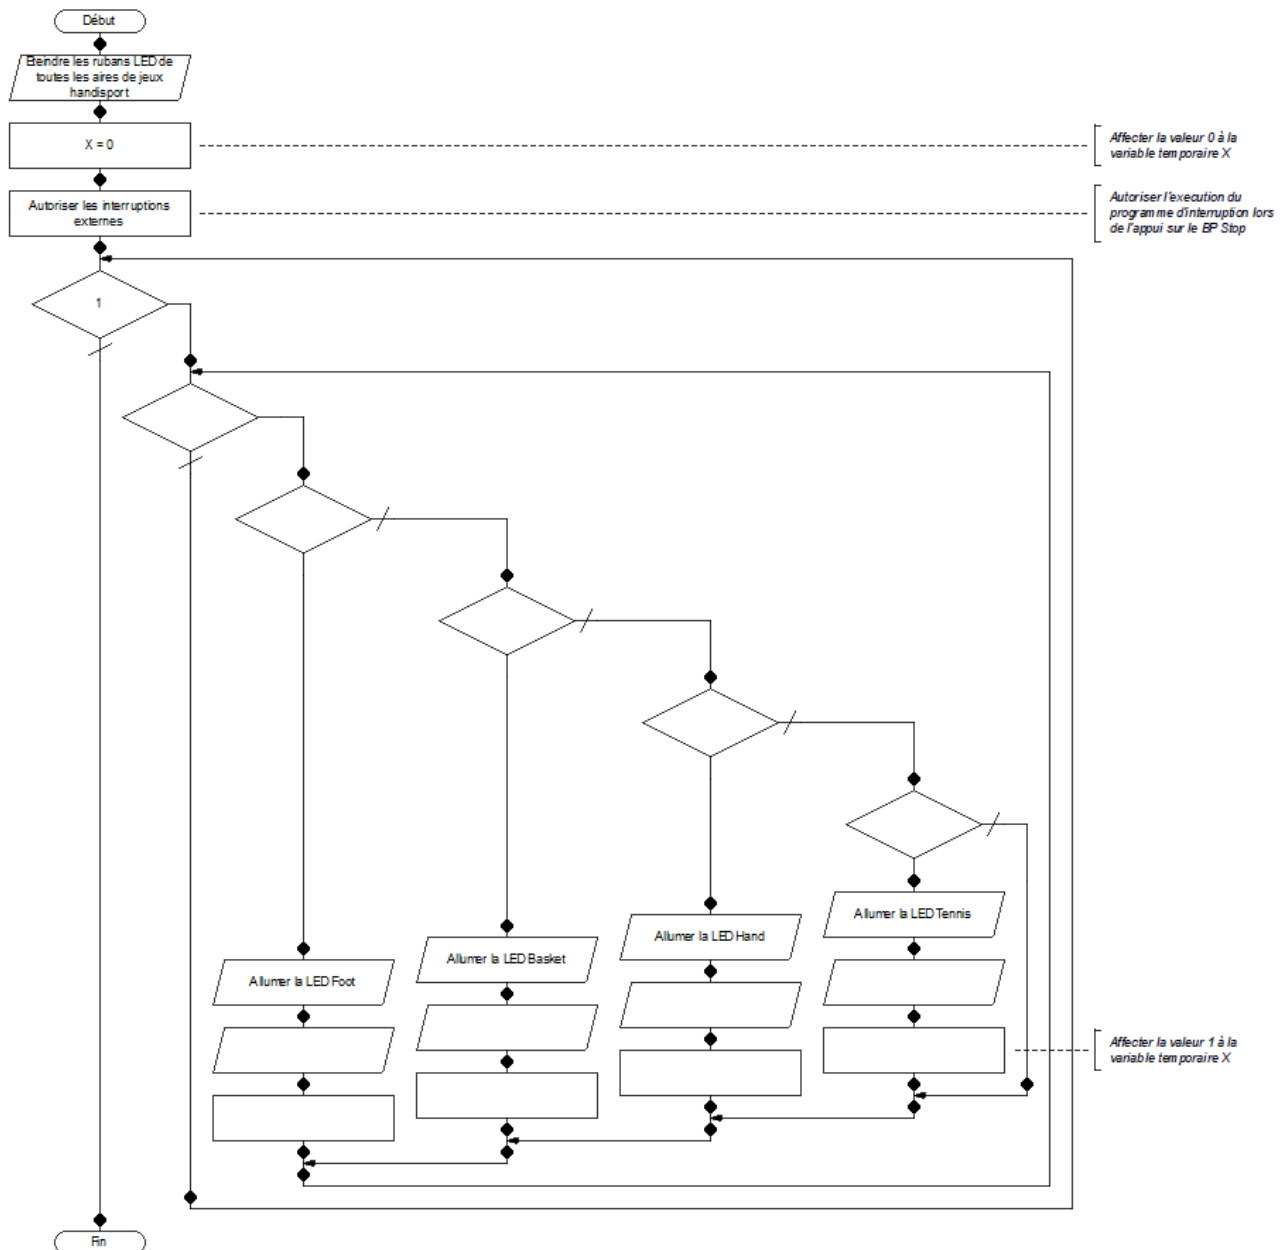 Début
Eteindre les rubans LED de
toutes les aires de jeux
handisport
X = 0
Affecter la valeur 0 à la
variable temporaire X
Autoriser les interruptions
externes
Autoriser l'execution du
programme d'interruption lors
de l'appui sur le BP Stop
1
Allumer la LED Tennis
Allumer la LED Hand
Allumer la LED Basket
Allumer la LED Foot
Affecter la valeur 1 à la
variable temporaire X
Fin